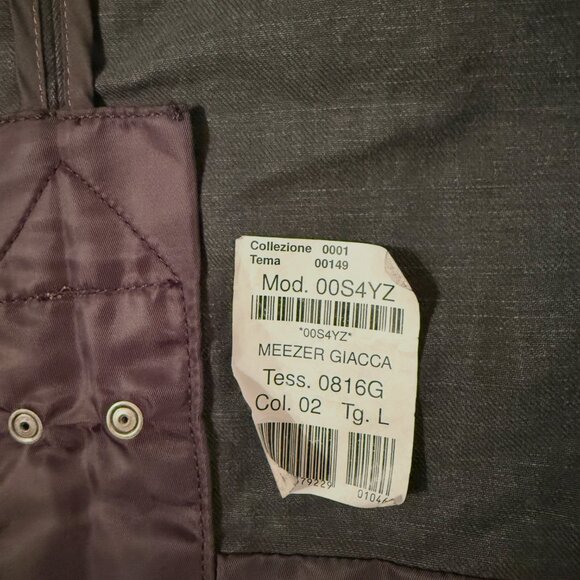 Collezione 0001
Tema 00149
Mod. 00S4YZ
*00S4YZ*
MEEZER GIACCA
Tess. 0816G
Col. 02 Tg. L